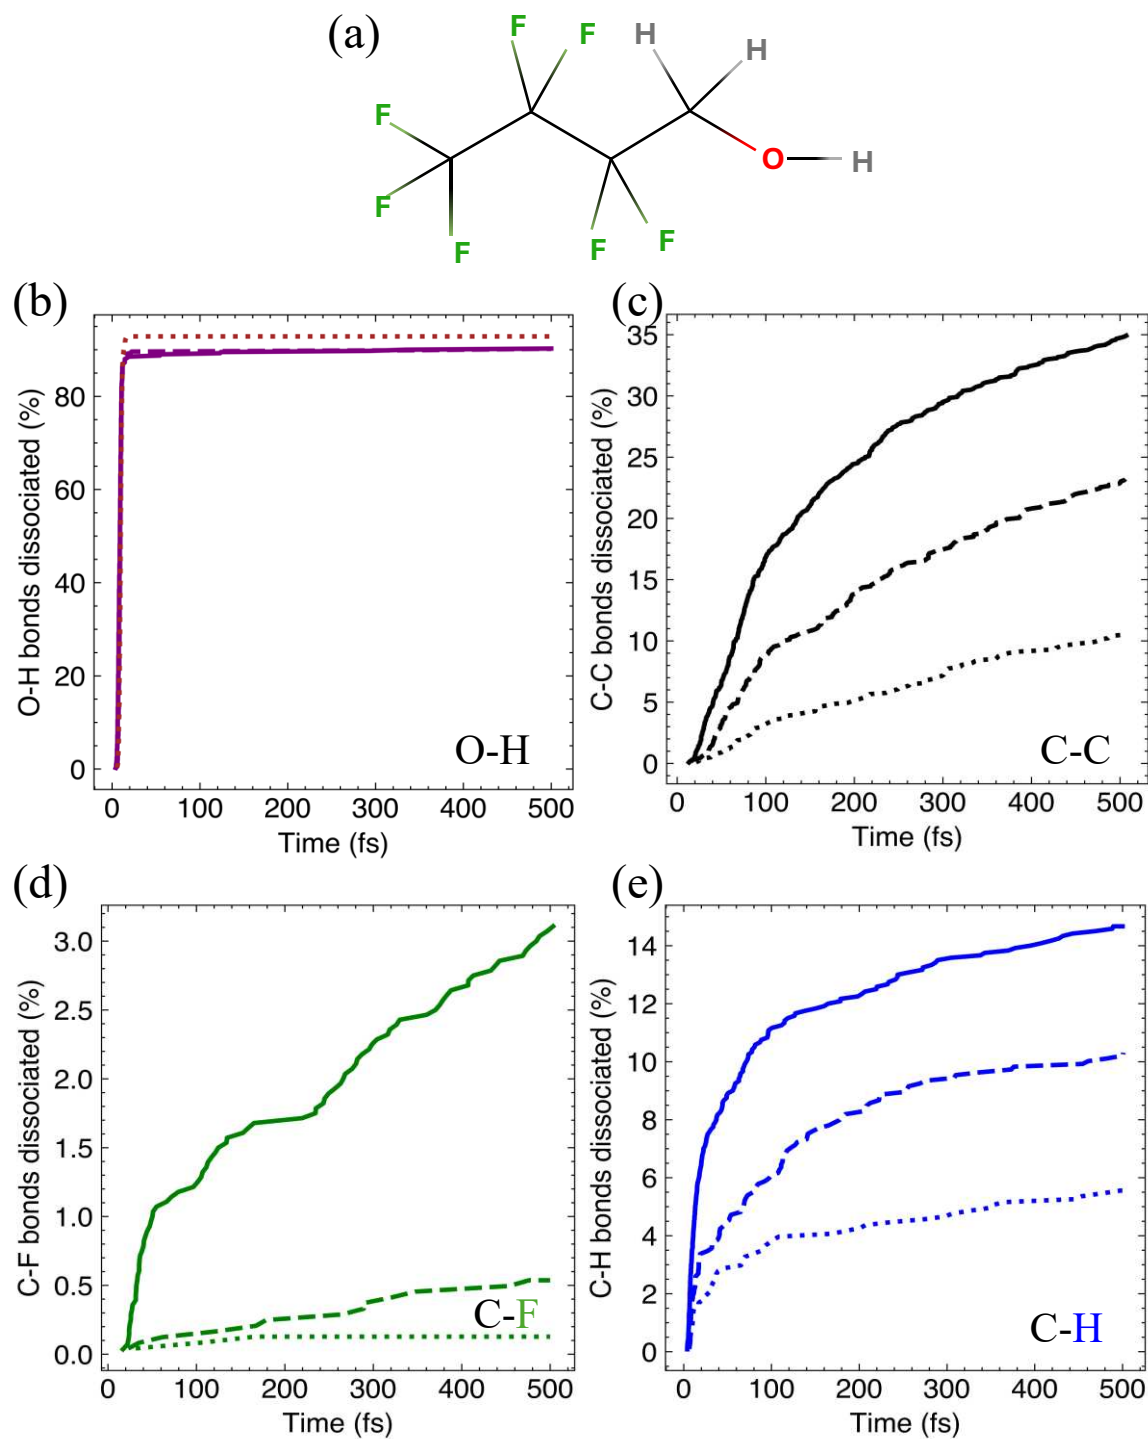 (a)
F F H H
F
F
F F F
O H
(b)
O-H bonds disssociated (%)
80
60
40
20
0
O-H
0 100 200 300 400 500
Time (fs)
(c)
C-C bonds dissociated (%)
35
30
25
20
15
10
5
0
C-C
0 100 200 300 400 500
Time (fs)
(d)
C-F bonds dissociated (%)
3.0
2.5
2.0
1.5
1.0
0.5
0.0
C-F
0 100 200 300 400 500
Time (fs)
(e)
C-H bonds dissociated (%)
14
12
10
8
6
4
2
0
C-H
0 100 200 300 400 500
Time (fs)